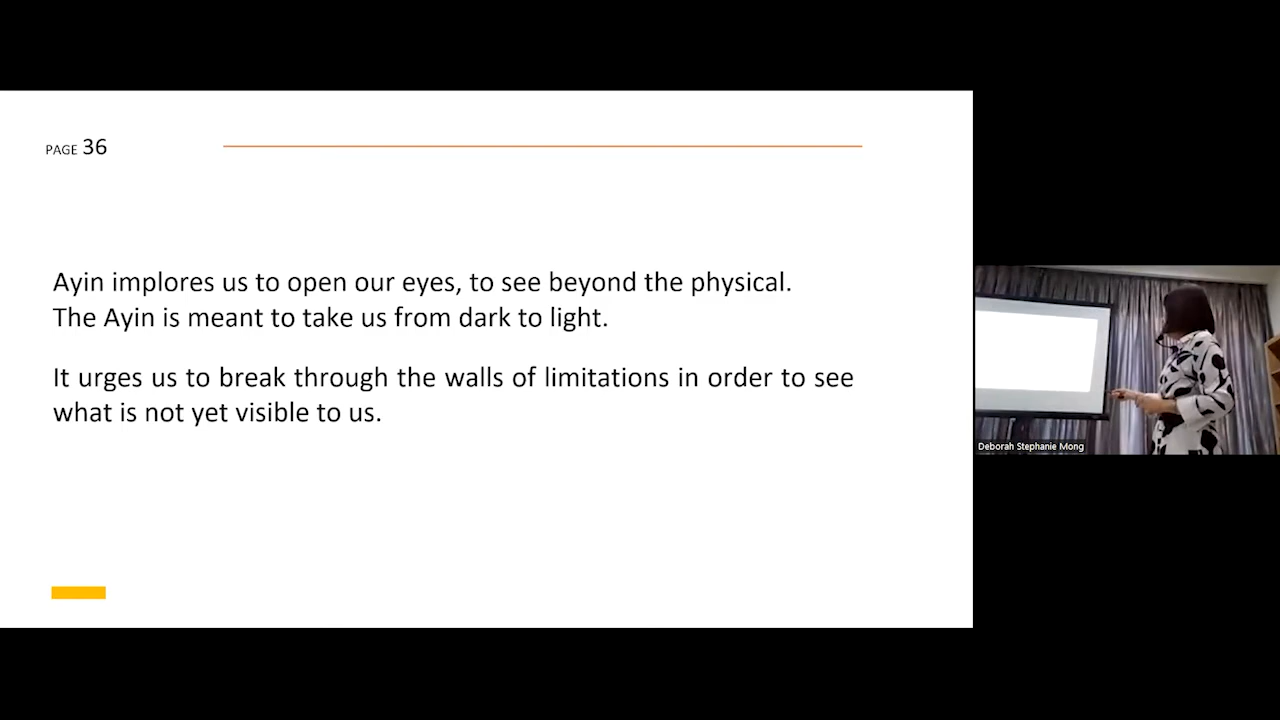 PAGE 36
Ayin implores us to open our eyes, to see beyond the physical.
The Ayin is meant to take us from dark to light.
It urges us to break through the walls of limitations in order to see
what is not yet visible to us.
Deborah Stephanie Mong